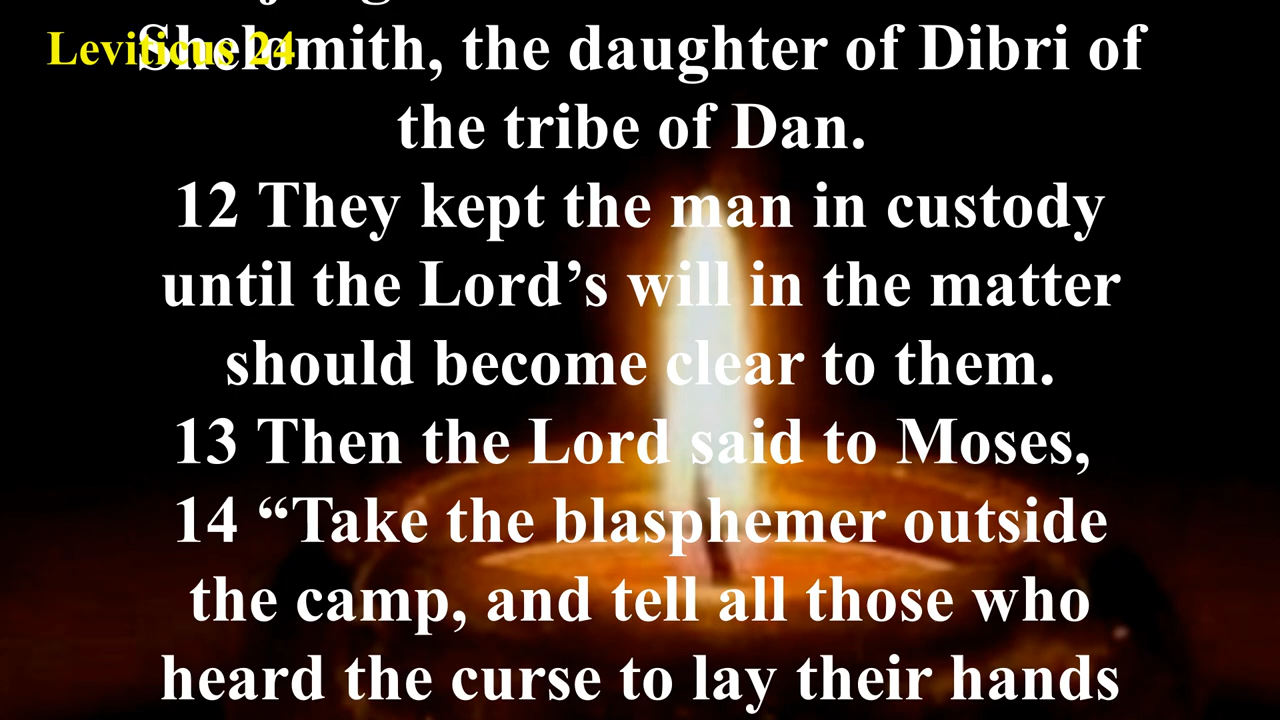 Leviticus 24
Shelomith, the daughter of Dibri of
the tribe of Dan.
12 They kept the man in custody
until the Lord’s will in the matter
should become clear to them.
13 Then the Lord said to Moses,
14 “Take the blasphemer outside
the camp, and tell all those who
heard the curse to lay their hands